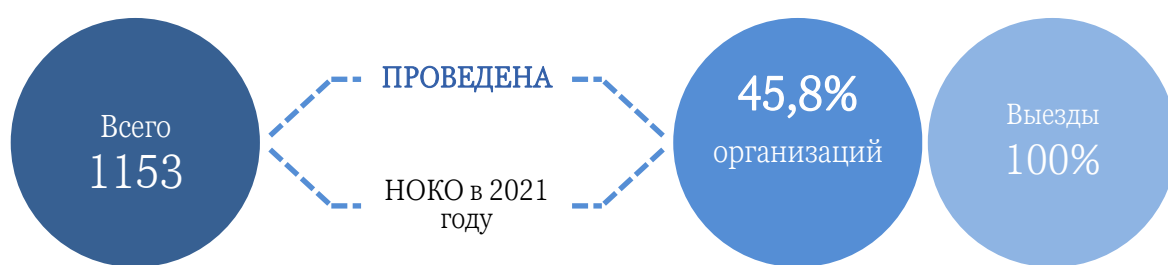 Всего
1153
ПРОВЕДЕНА
НОКО в 2021
году
45,8%
организаций
Выезды
100%